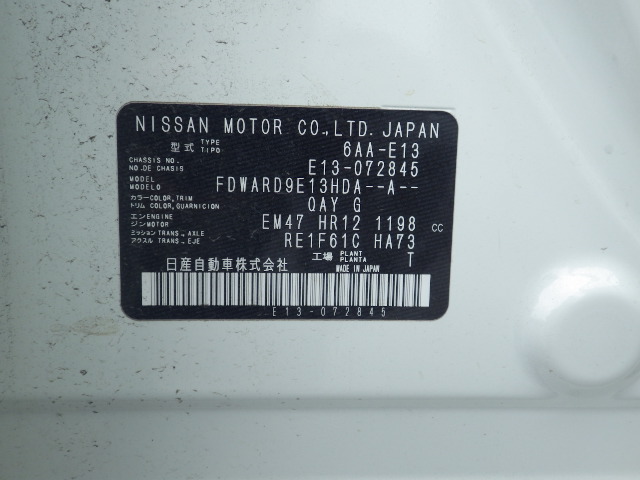 NISSAN MOTOR CO.,LTD. JAPAN
型式 TYPE TIPO 6AA-E13
CHASSIS NO. NO.DE CHASIS E13-072845
MODEL MODELO FDWARD9E13HDA--A--
カラー COLOR, TRIM
トリム COLOR, GUARNICION QAY G
エンジン ENGINE MOTOR EM47 HR12 1198 cc
ミッション TRANS., AXLE
アクスル TRANS., EJE RE1F61C HA73
工場 PLANT PLANTA T
日産自動車株式会社 MADE IN JAPAN
E13-072845